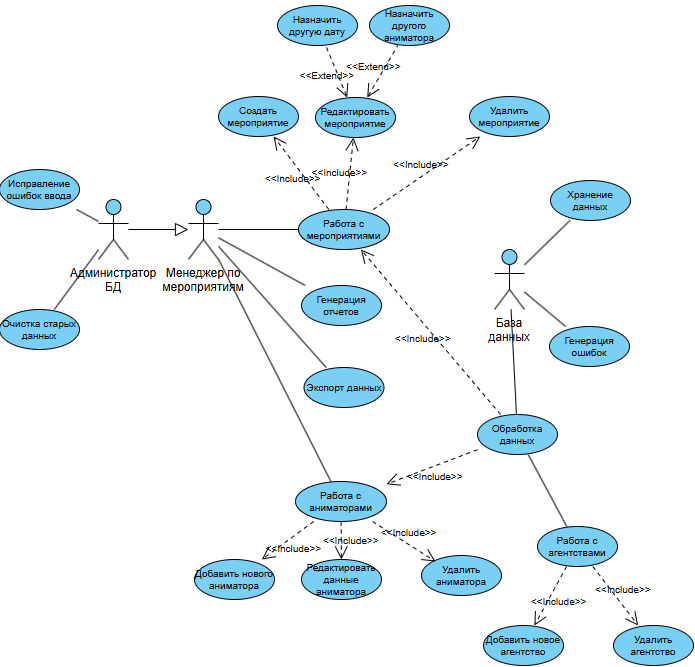 Назначить
другую дату
Назначить
другого
аниматора
<<Extend>>
<<Extend>>
Создать
мероприятие
Редактировать
мероприятие
Удалить
мероприятие
<<Include>>
<<Include>>
<<Include>>
Исправление
ошибок ввода
Хранение
данных
Работа с
мероприятиями
Администратор
БД
Менеджер по
мероприятиям
Генерация
отчетов
База
данных
Очистка старых
данных
<<Include>>
Генерация
ошибок
Экспорт данных
Обработка
данных
<<Include>>
Работа с
аниматорами
<<Include>>
<<Include>>
<<Include>>
Работа с
агентствами
Добавить нового
аниматора
Редактировать
данные
аниматора
Удалить
аниматора
<<Include>>
<<Include>>
Добавить новое
агентство
Удалить
агентство